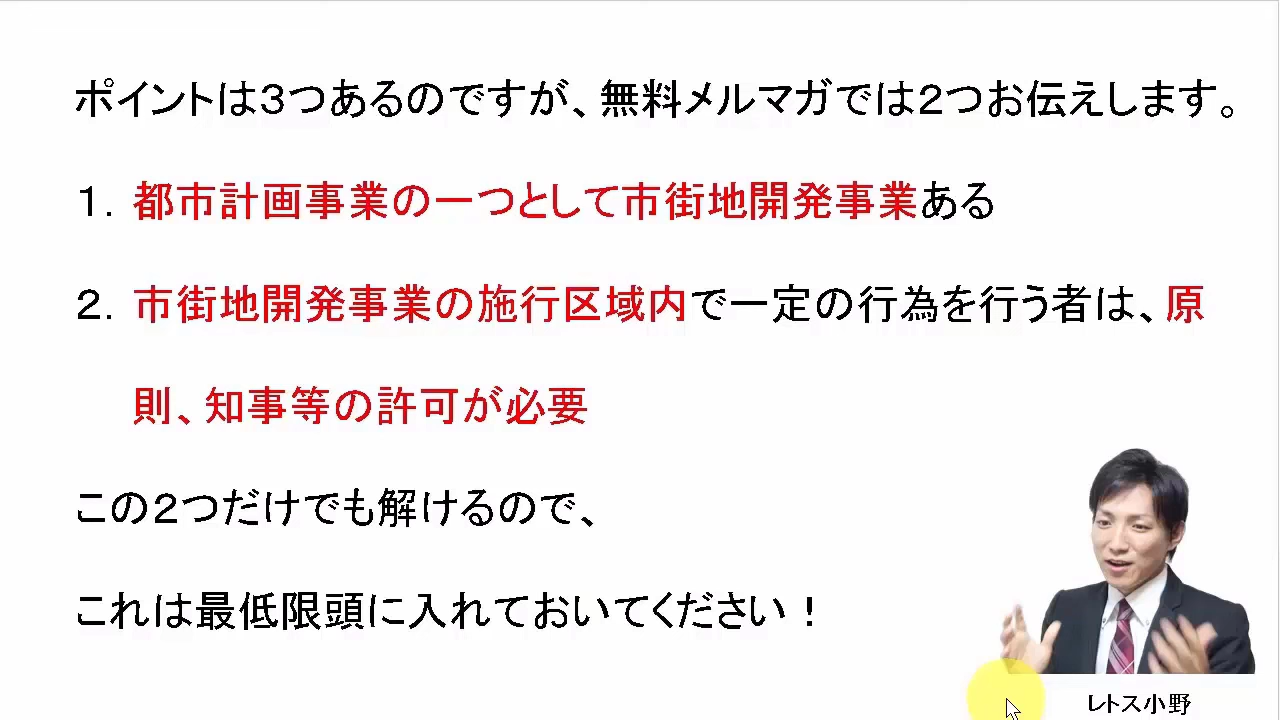 ポイントは３つあるのですが、無料メルマガでは２つお伝えします。
１．都市計画事業の一つとして市街地開発事業ある
２．市街地開発事業の施行区域内で一定の行為を行う者は、原
則、知事等の許可が必要
この２つだけでも解けるので、
これは最低限頭に入れておいてください！
レトス小野